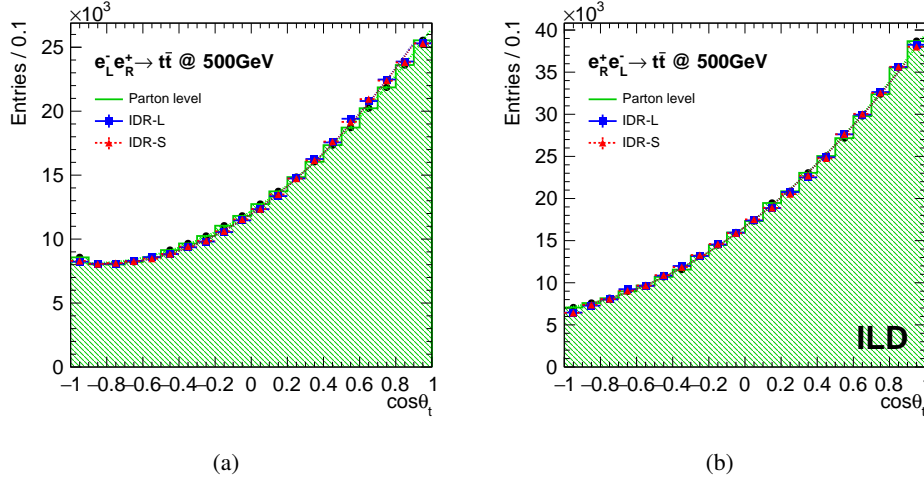 ×10³
Entries / 0.1
25
20
15
10
5
0
e⁻_L e⁺_R → tt̄ @ 500GeV
Parton level
IDR-L
IDR-S
−1 −0.8 −0.6 −0.4 −0.2 0 0.2 0.4 0.6 0.8 1
cosθ_t
(a)
×10³
Entries / 0.1
40
35
30
25
20
15
10
5
0
e⁺_R e⁻_L → tt̄ @ 500GeV
Parton level
IDR-L
IDR-S
ILD
−1 −0.8 −0.6 −0.4 −0.2 0 0.2 0.4 0.6 0.8 1
cosθ_t
(b)